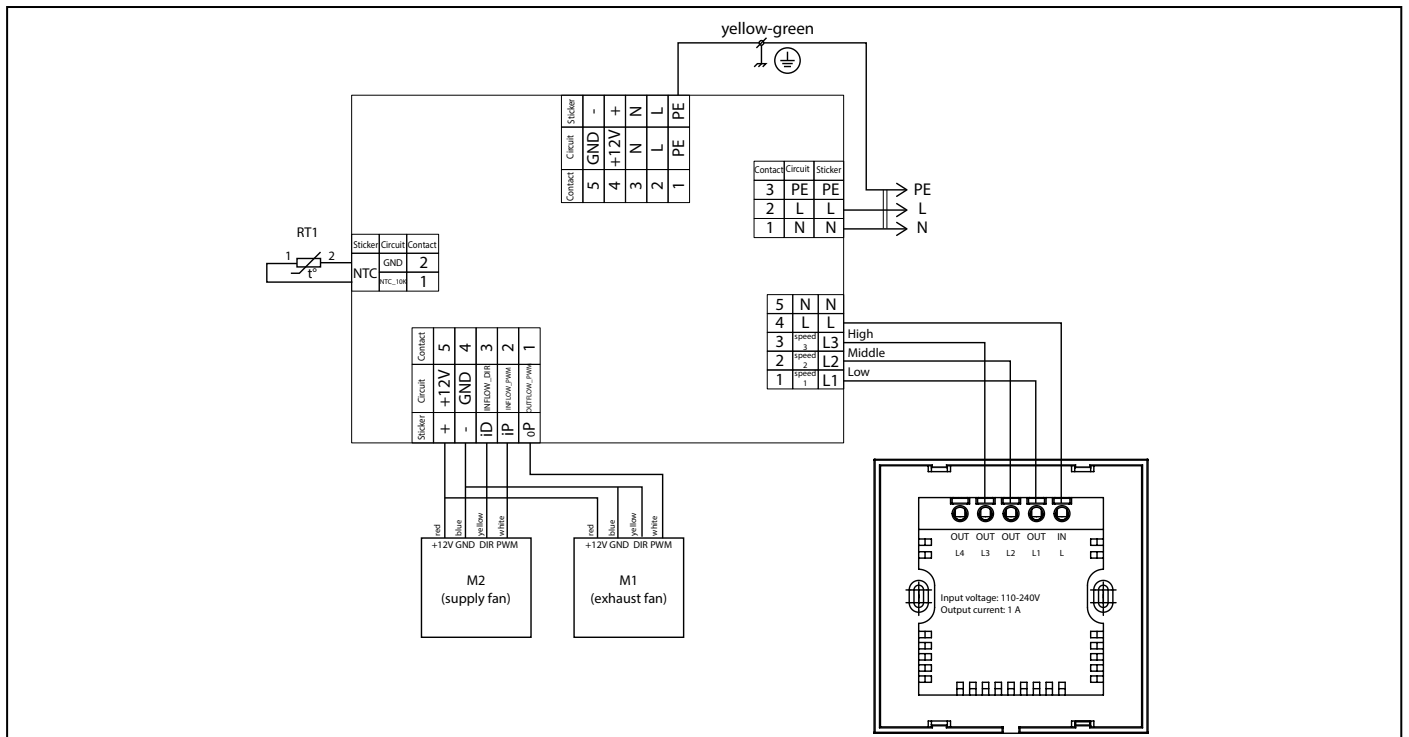 yellow-green
Sticker - + N L PE
Circuit GND +12V N L PE
Contact 5 4 3 2 1
Contact Circuit Sticker
3 PE PE
2 L L
1 N N
PE
L
N
RT1
1 2
t°
Sticker Circuit Contact
NTC GND 2
NTC_10K 1
5 N N
4 L L
3 speed 3 L3
2 speed 2 L2
1 speed 1 L1
High
Middle
Low
Contact 5 4 3 2 1
Circuit +12V GND INFLOW_DIR INFLOW_PWM OUTFLOW_PWM
Sticker + - iD iP oP
red blue yellow white
red blue yellow white
+12V GND DIR PWM
+12V GND DIR PWM
M2
(supply fan)
M1
(exhaust fan)
OUT OUT OUT OUT IN
L4 L3 L2 L1 L
Input voltage: 110-240V
Output current: 1 A